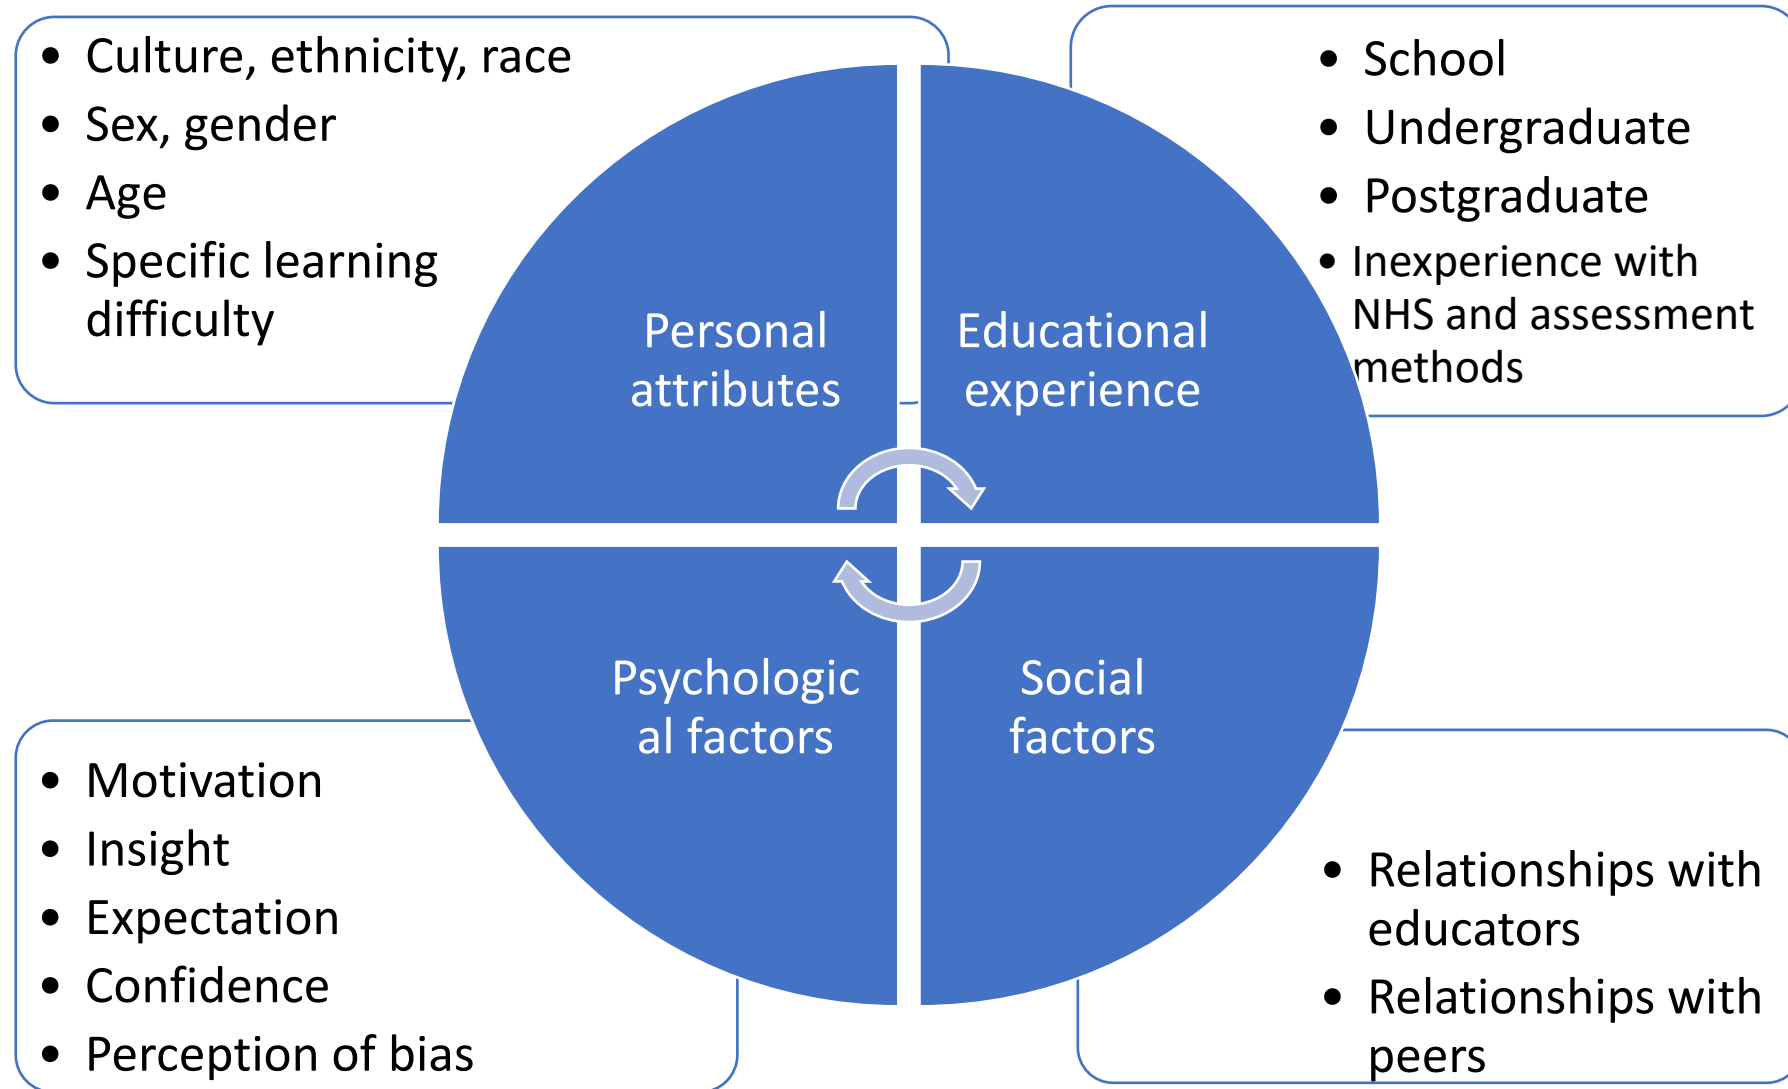 • Culture, ethnicity, race
• Sex, gender
• Age
• Specific learning
difficulty
• School
• Undergraduate
• Postgraduate
• Inexperience with
NHS and assessment
methods
Personal
attributes
Educational
experience
Psychologic
al factors
Social
factors
• Motivation
• Insight
• Expectation
• Confidence
• Perception of bias
• Relationships with
educators
• Relationships with
peers